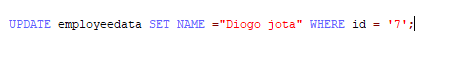 UPDATE employeedata SET NAME ="Diogo jota" WHERE id = '7';